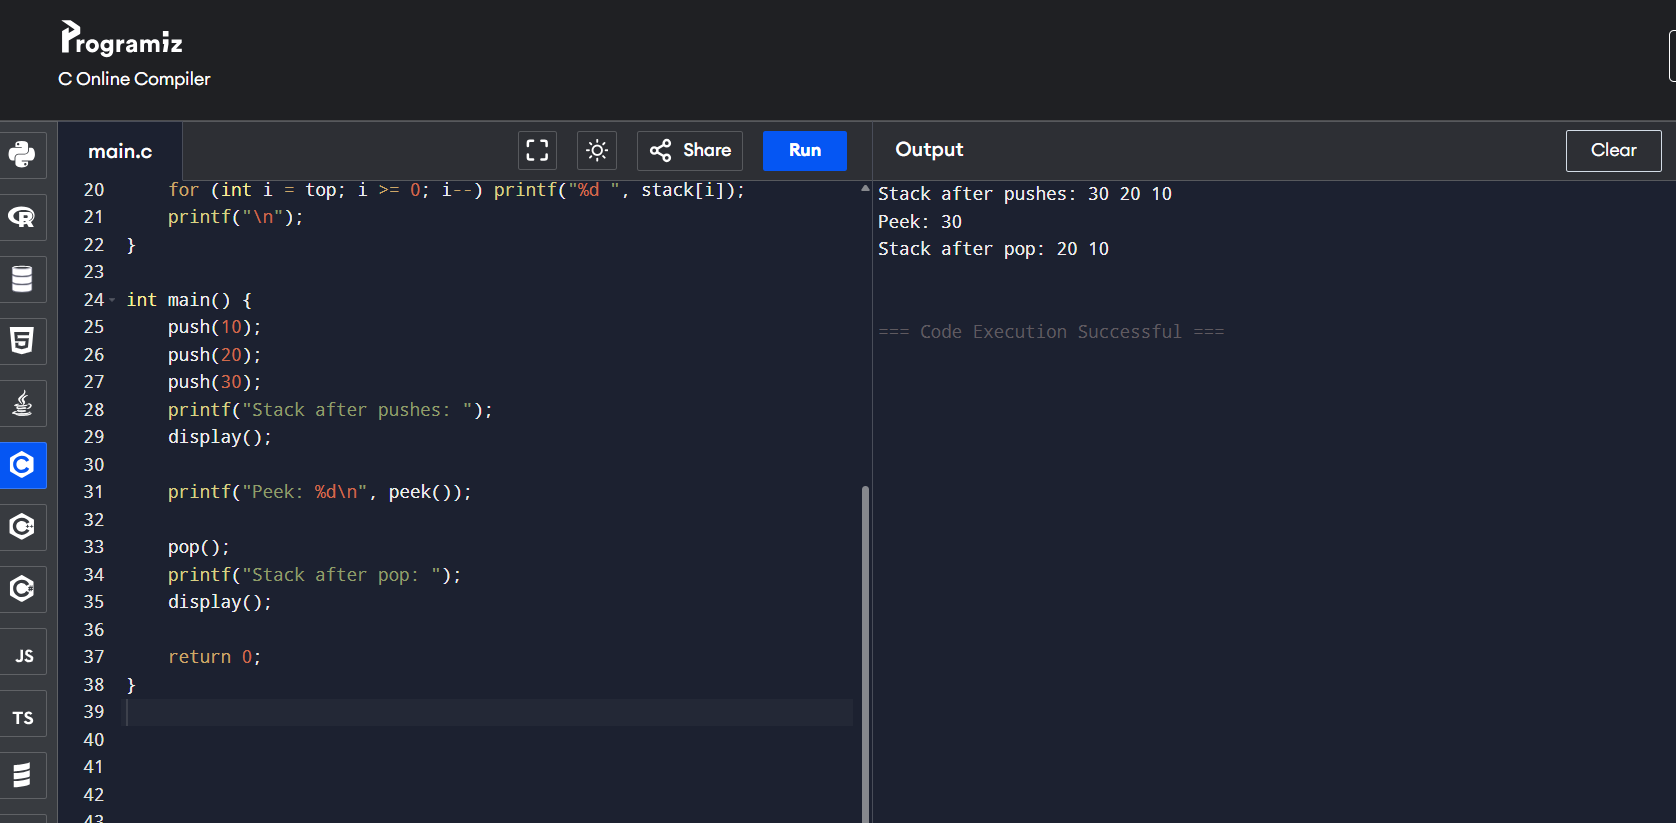 Programiz
C Online Compiler
main.c
Share
Run
Output
Clear
20     for (int i = top; i >= 0; i--) printf("%d ", stack[i]);
21     printf("\n");
22 }
23
24 int main() {
25     push(10);
26     push(20);
27     push(30);
28     printf("Stack after pushes: ");
29     display();
30
31     printf("Peek: %d\n", peek());
32
33     pop();
34     printf("Stack after pop: ");
35     display();
36
37     return 0;
38 }
39
40
41
42
43
Stack after pushes: 30 20 10
Peek: 30
Stack after pop: 20 10
=== Code Execution Successful ===
R
5
C
C++
C#
JS
TS